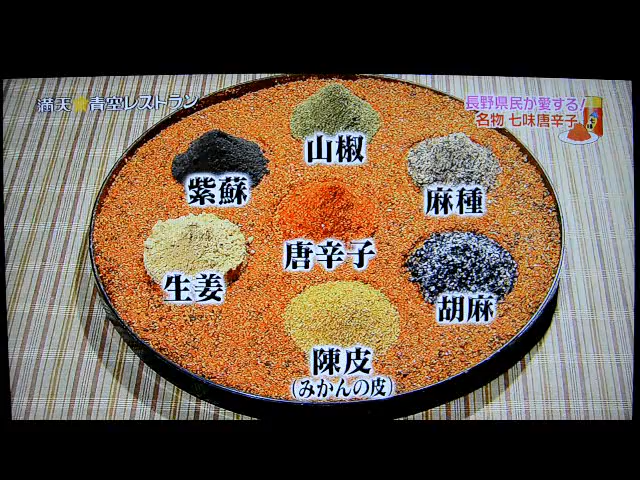 満天☆青空レストラン
長野県民が愛する!
名物 七味唐辛子
山椒
紫蘇
麻種
唐辛子
生姜
胡麻
陳皮
(みかんの皮)